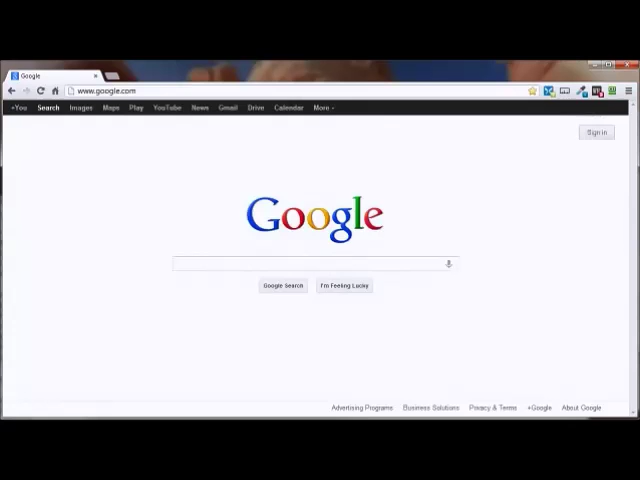 Google
www.google.com
+You Search Images Maps Play YouTube News Gmail Drive Calendar More
Sign in
Google
Google Search I'm Feeling Lucky
Advertising Programs Business Solutions Privacy & Terms +Google About Google